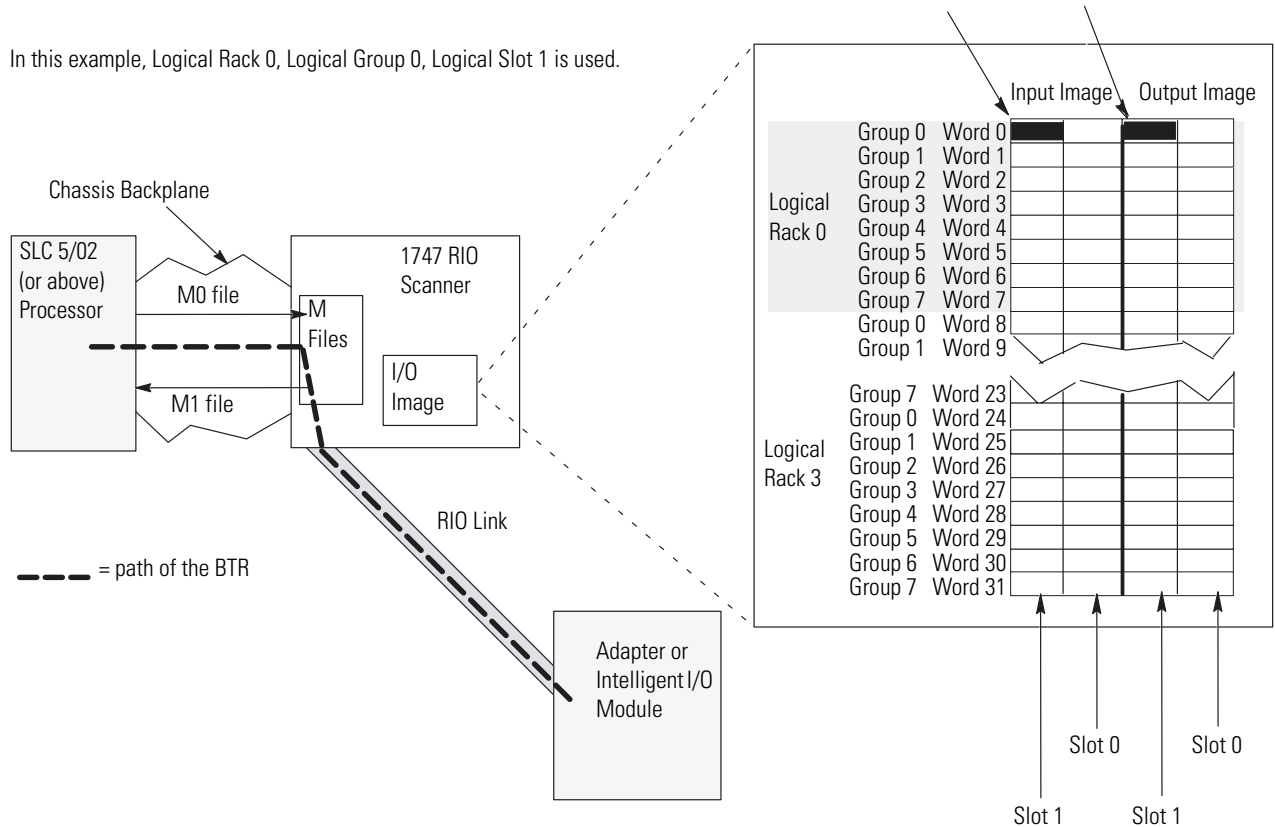 In this example, Logical Rack 0, Logical Group 0, Logical Slot 1 is used.
Chassis Backplane
SLC 5/02
(or above)
Processor
M0 file
M1 file
1747 RIO
Scanner
M
Files
I/O
Image
RIO Link
= path of the BTR
Adapter or
Intelligent I/O
Module
Input Image Output Image
Logical
Rack 0
Group 0 Word 0
Group 1 Word 1
Group 2 Word 2
Group 3 Word 3
Group 4 Word 4
Group 5 Word 5
Group 6 Word 6
Group 7 Word 7
Group 0 Word 8
Group 1 Word 9
Logical
Rack 3
Group 7 Word 23
Group 0 Word 24
Group 1 Word 25
Group 2 Word 26
Group 3 Word 27
Group 4 Word 28
Group 5 Word 29
Group 6 Word 30
Group 7 Word 31
Slot 0 Slot 0
Slot 1 Slot 1